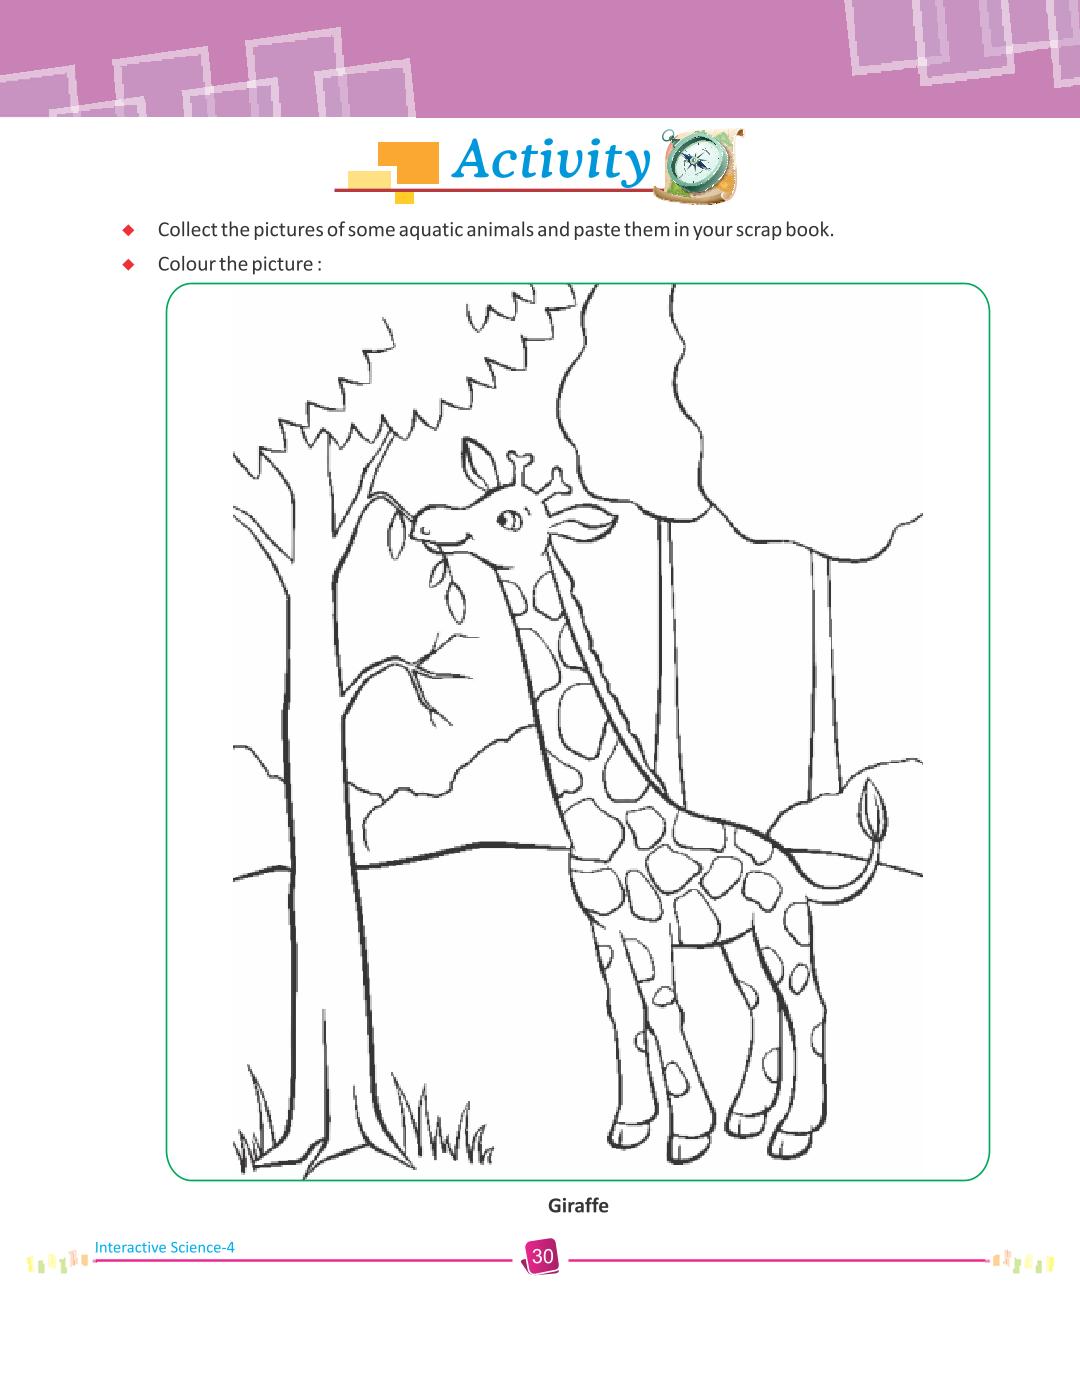 Activity
◆ Collect the pictures of some aquatic animals and paste them in your scrap book.
◆ Colour the picture :
Giraffe
Interactive Science-4
30